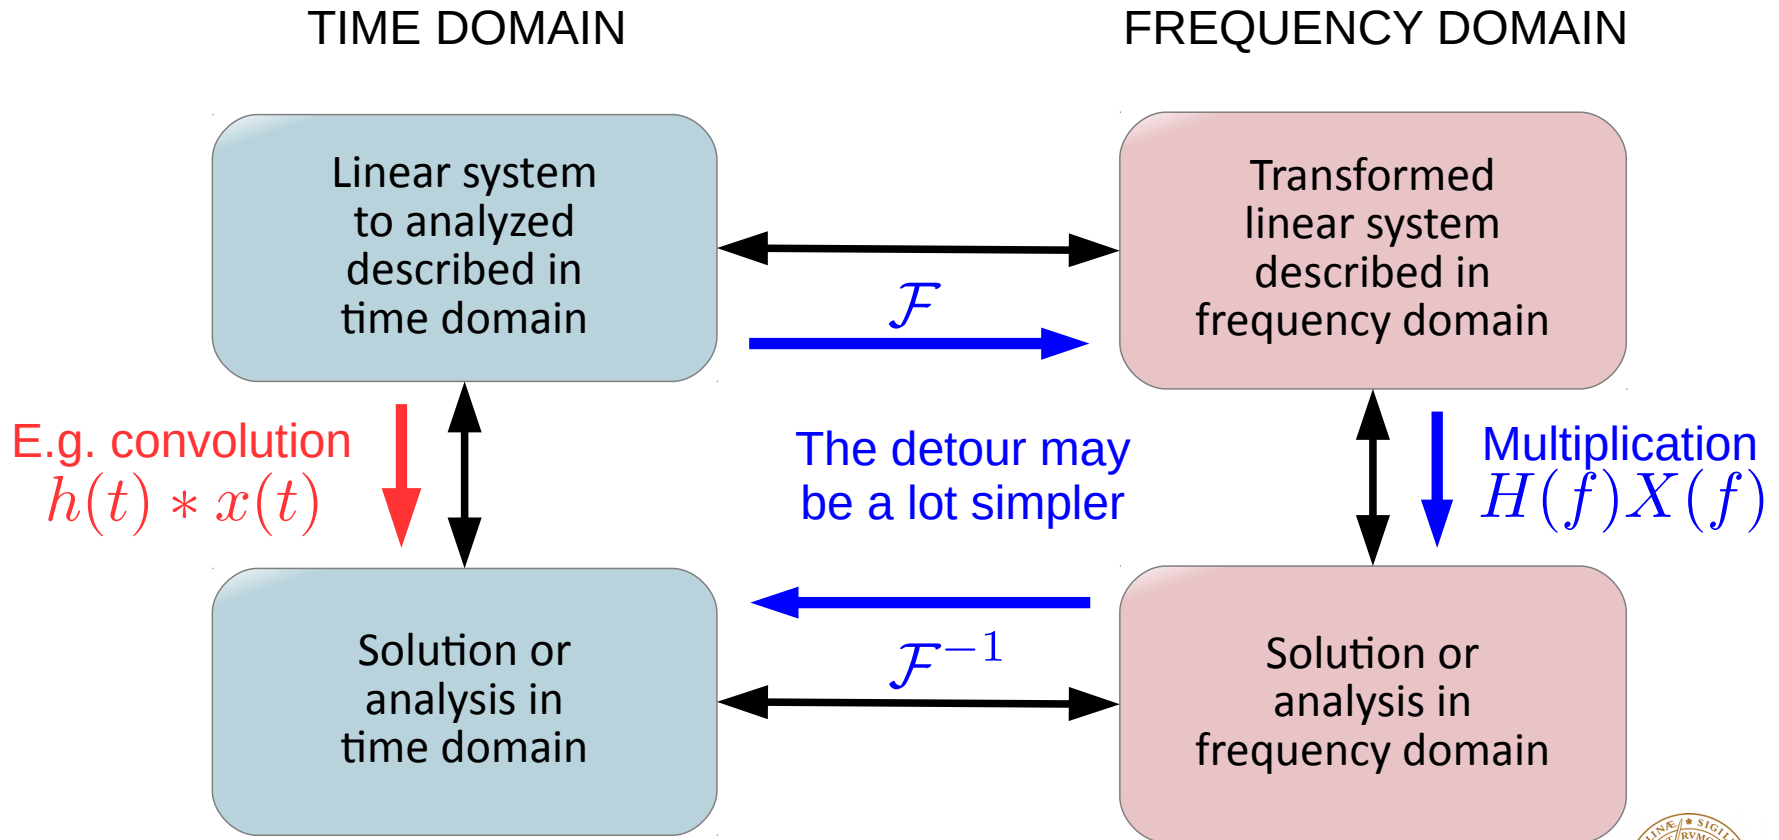 TIME DOMAIN
FREQUENCY DOMAIN
Linear system
to analyzed
described in
time domain
Transformed
linear system
described in
frequency domain
ℱ
E.g. convolution
h(t) ∗ x(t)
The detour may
be a lot simpler
Multiplication
H(f)X(f)
ℱ⁻¹
Solution or
analysis in
time domain
Solution or
analysis in
frequency domain